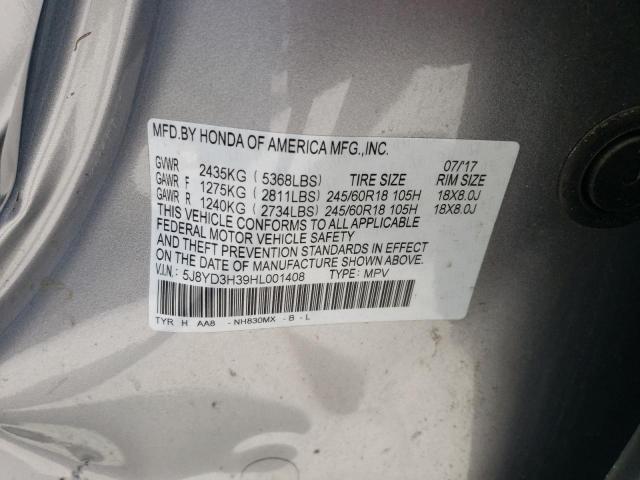 MFD.BY HONDA OF AMERICA MFG.,INC.
07/17
GVWR 2435KG ( 5368LBS) TIRE SIZE RIM SIZE
GAWR F 1275KG ( 2811LBS) 245/60R18 105H 18X8.0J
GAWR R 1240KG ( 2734LBS) 245/60R18 105H 18X8.0J
THIS VEHICLE CONFORMS TO ALL APPLICABLE
FEDERAL MOTOR VEHICLE SAFETY
AND THEFT PREVENTION STANDARDS IN EFFECT
ON THE DATE OF MANUFACTURE SHOWN ABOVE.
V.I.N.: 5J8YD3H39HL001408 TYPE: MPV
TYR H AA8 - NH830MX - B - L